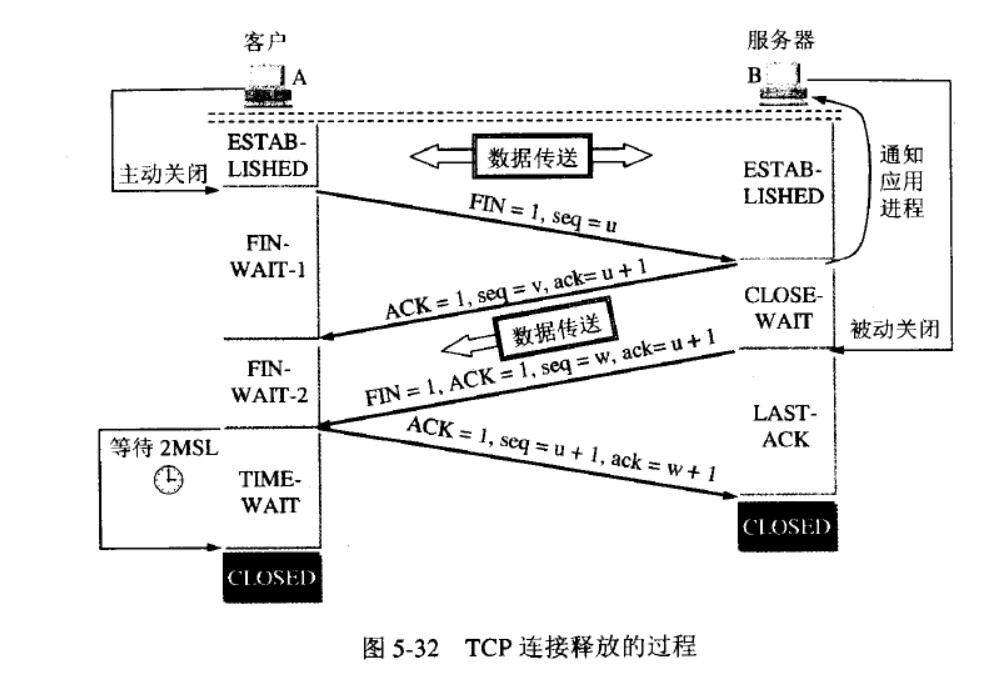 客户
服务器
A
B
ESTAB-
LISHED
数据传送
ESTAB-
LISHED
通知
应用
进程
主动关闭
FIN = 1, seq = u
FIN-
WAIT-1
ACK = 1, seq = v, ack= u + 1
CLOSE-
WAIT
数据传送
被动关闭
FIN-
WAIT-2
FIN = 1, ACK = 1, seq = w, ack= u + 1
LAST-
ACK
等待 2MSL
ACK = 1, seq = u + 1, ack = w + 1
TIME-
WAIT
CLOSED
CLOSED
图 5-32 TCP 连接释放的过程